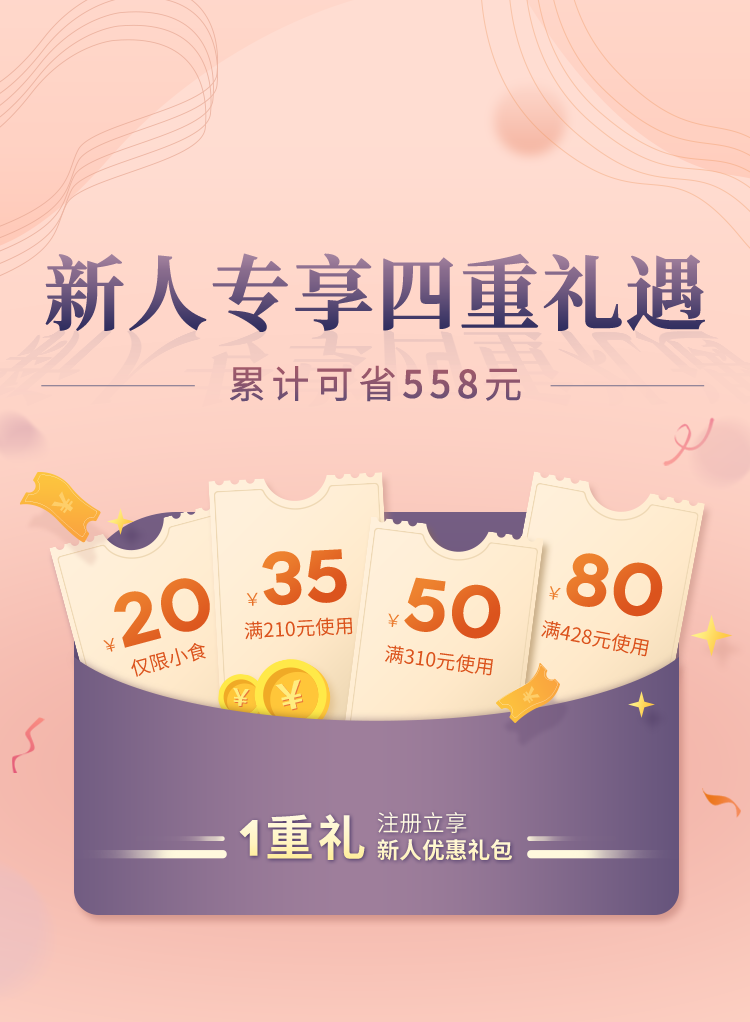 新人专享四重礼遇
累计可省558元
¥20
仅限小食
¥35
满210元使用
¥50
满310元使用
¥80
满428元使用
¥
¥
¥
¥
1重礼
注册立享
新人优惠礼包